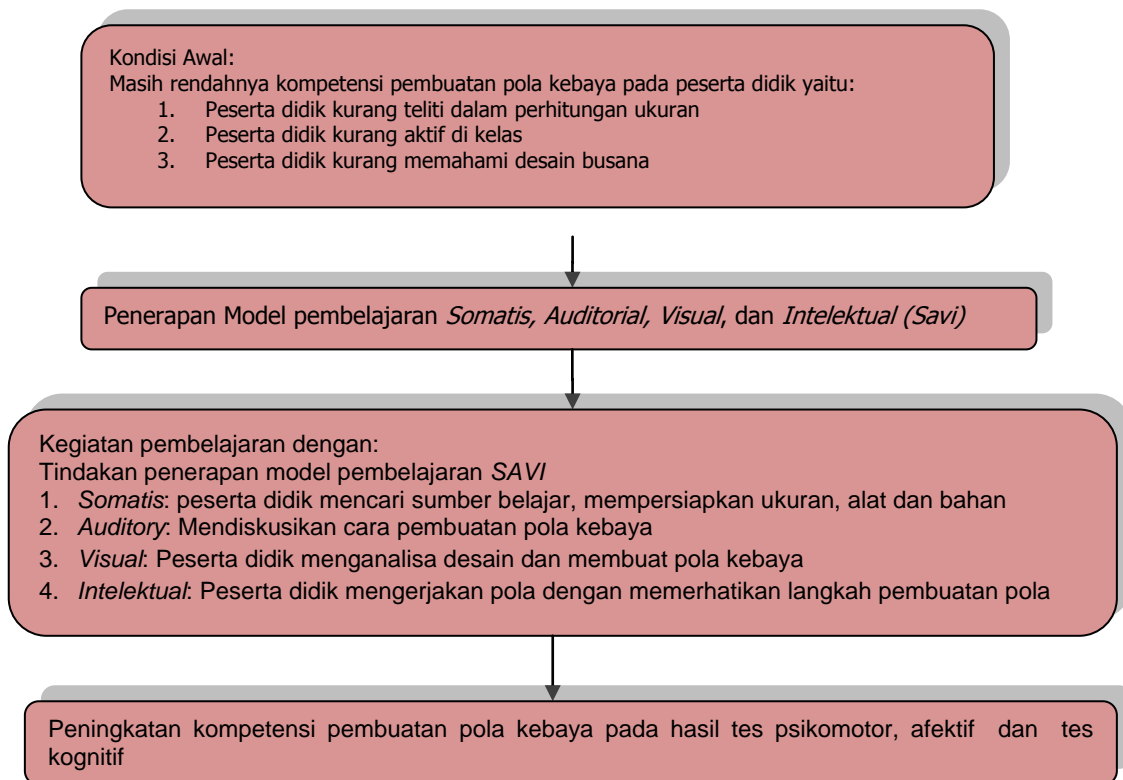 Kondisi Awal:
Masih rendahnya kompetensi pembuatan pola kebaya pada peserta didik yaitu:
1. Peserta didik kurang teliti dalam perhitungan ukuran
2. Peserta didik kurang aktif di kelas
3. Peserta didik kurang memahami desain busana
Penerapan Model pembelajaran Somatis, Auditorial, Visual, dan Intelektual (Savi)
Kegiatan pembelajaran dengan:
Tindakan penerapan model pembelajaran SAVI
1. Somatis: peserta didik mencari sumber belajar, mempersiapkan ukuran, alat dan bahan
2. Auditory: Mendiskusikan cara pembuatan pola kebaya
3. Visual: Peserta didik menganalisa desain dan membuat pola kebaya
4. Intelektual: Peserta didik mengerjakan pola dengan memerhatikan langkah pembuatan pola
Peningkatan kompetensi pembuatan pola kebaya pada hasil tes psikomotor, afektif dan tes
kognitif